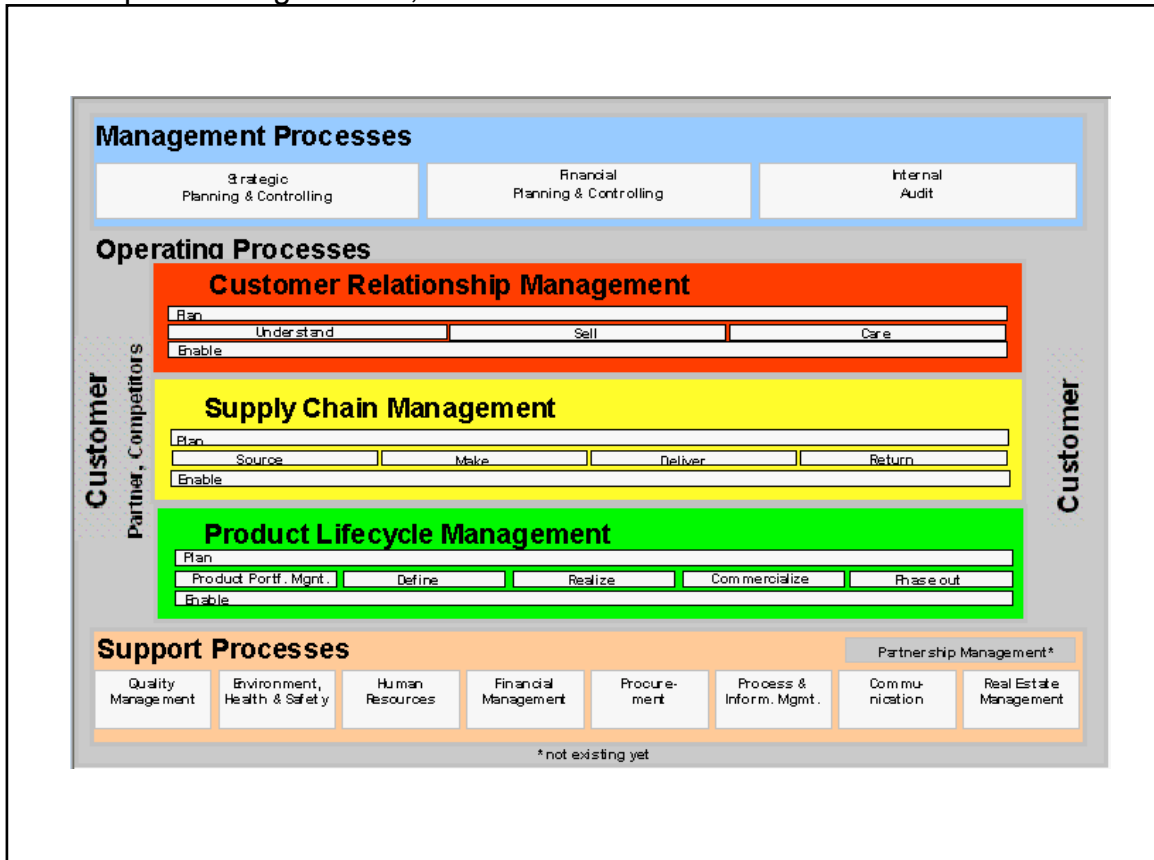 Management Processes
Strategic
Planning & Controlling
Financial
Planning & Controlling
Internal
Audit
Operating Processes
Customer
Partner, Competitors
Customer Relationship Management
Plan
Understand
Sell
Care
Enable
Supply Chain Management
Plan
Source
Make
Deliver
Return
Enable
Product Lifecycle Management
Plan
Product Portf. Mgnt.
Define
Realize
Commercialize
Phase out
Enable
Customer
Support Processes
Partnership Management*
Quality
Management
Environment,
Health & Safety
Human
Resources
Financial
Management
Procure-
ment
Process &
Inform. Mgmt.
Commu-
nication
Real Estate
Management
* not existing yet